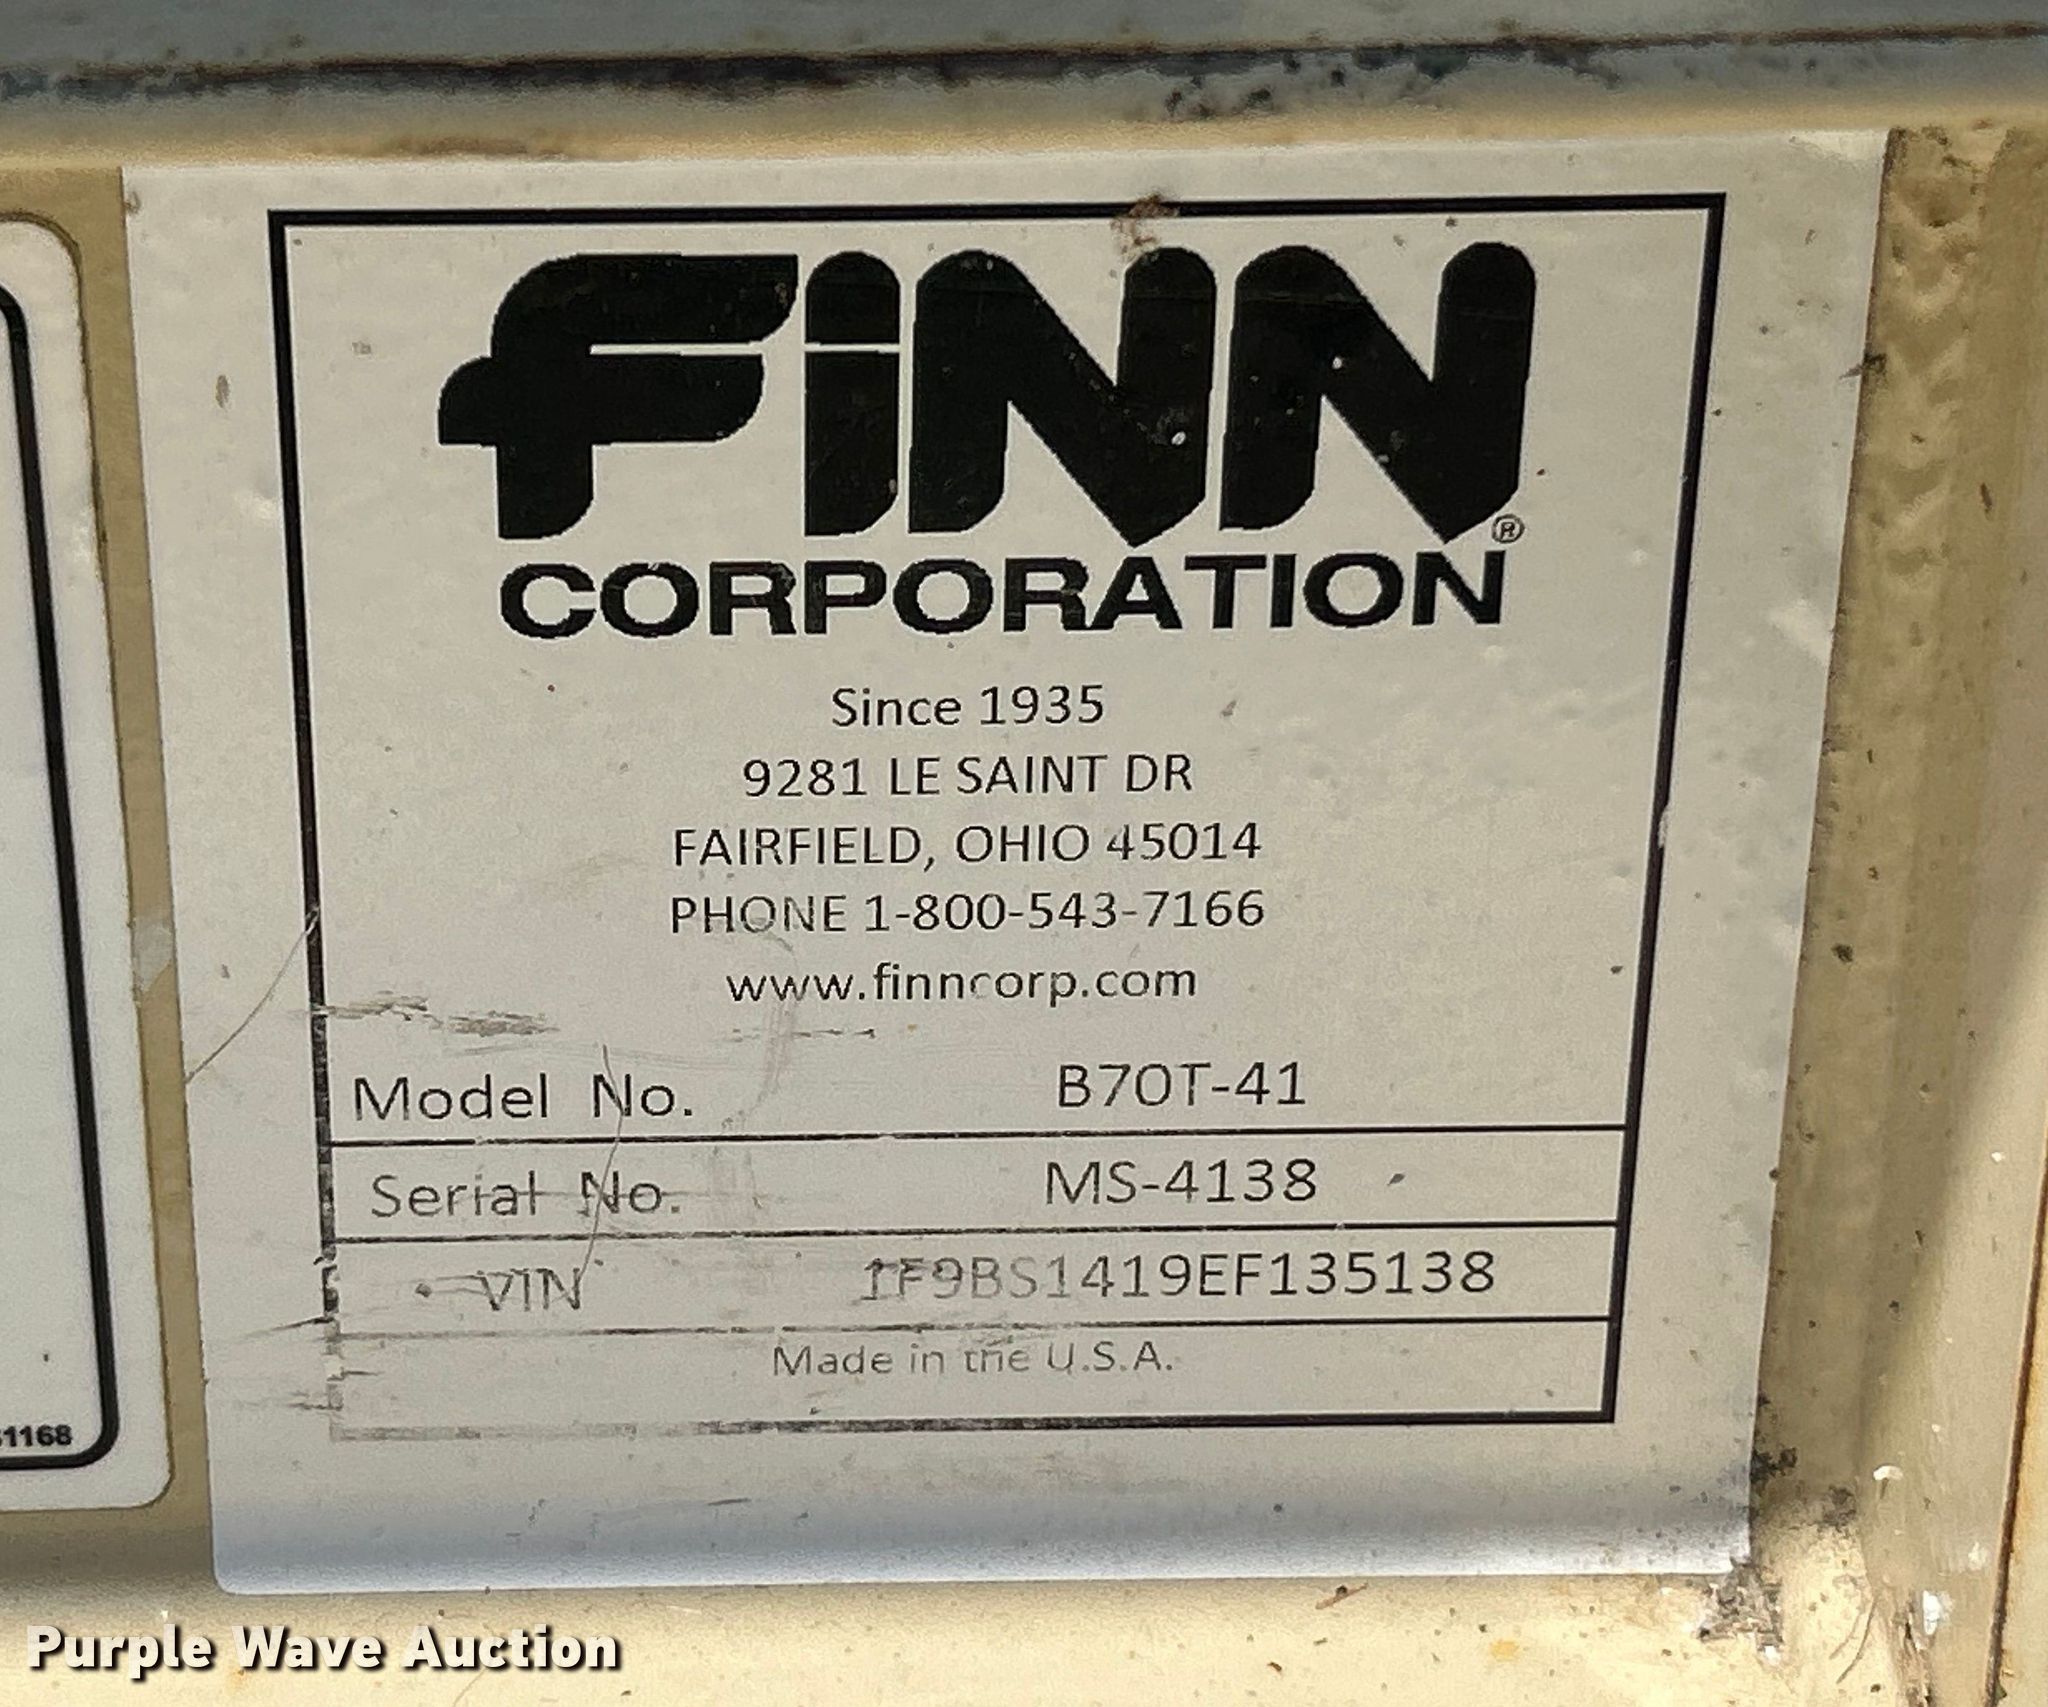 FINN®
CORPORATION
Since 1935
9281 LE SAINT DR
FAIRFIELD, OHIO 45014
PHONE 1-800-543-7166
www.finncorp.com
Model No. B70T-41
Serial No. MS-4138
VIN 1F9BS1419EF135138
Made in the U.S.A.
1168
Purple Wave Auction